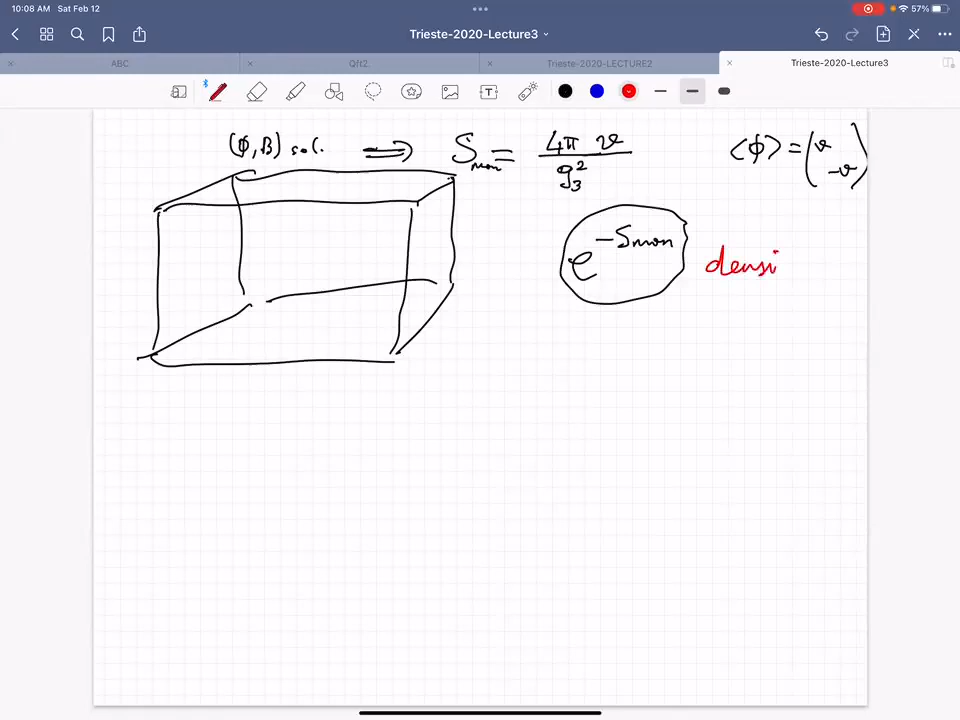 10:08 AM Sat Feb 12
57%
Trieste-2020-Lecture3
ABC
Qft2
Trieste-2020-LECTURE2
Trieste-2020-Lecture3
(Φ, B) sol. ⟹ S_mon = 4π v / g_3^2
⟨Φ⟩ = (v -v)
e^{-S_mon}
densi